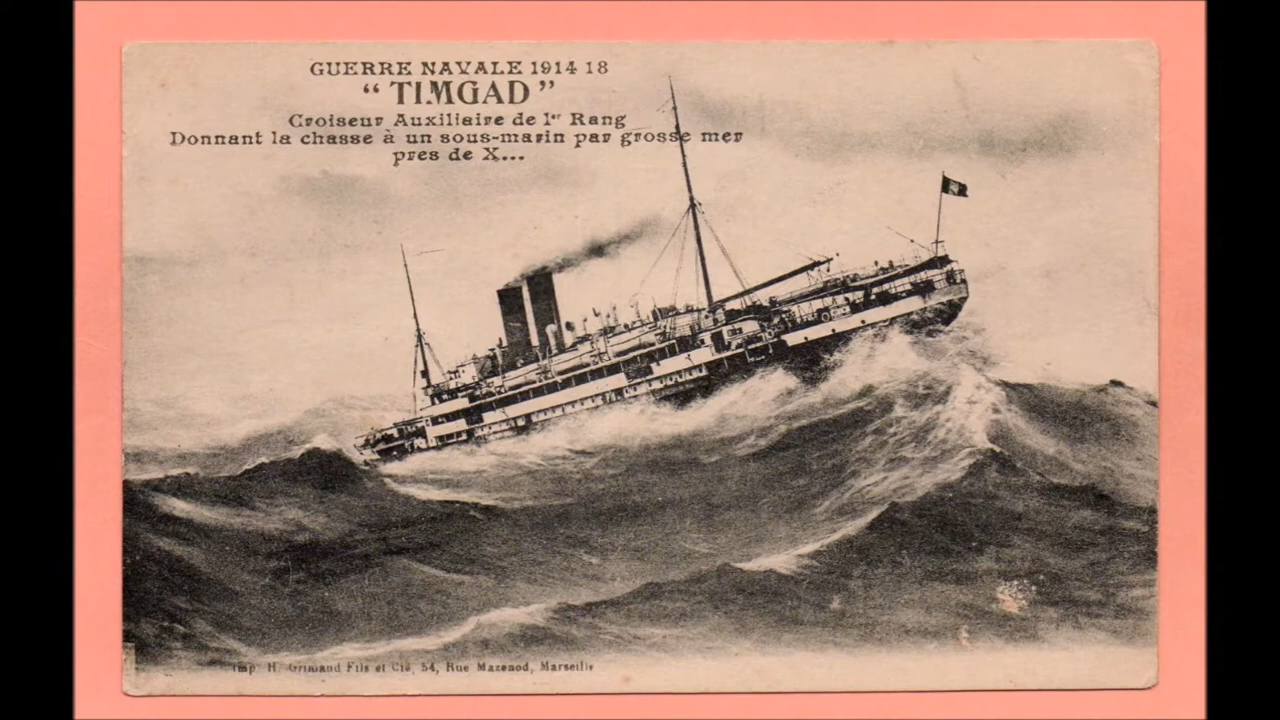 GUERRE NAVALE 1914 18
“ TIMGAD ”
Croiseur Auxiliaire de 1er Rang
Donnant la chasse à un sous-marin par grosse mer
pres de X...
Imp. H. Grimaud Fils et Cie, 54, Rue Mazenod, Marseille